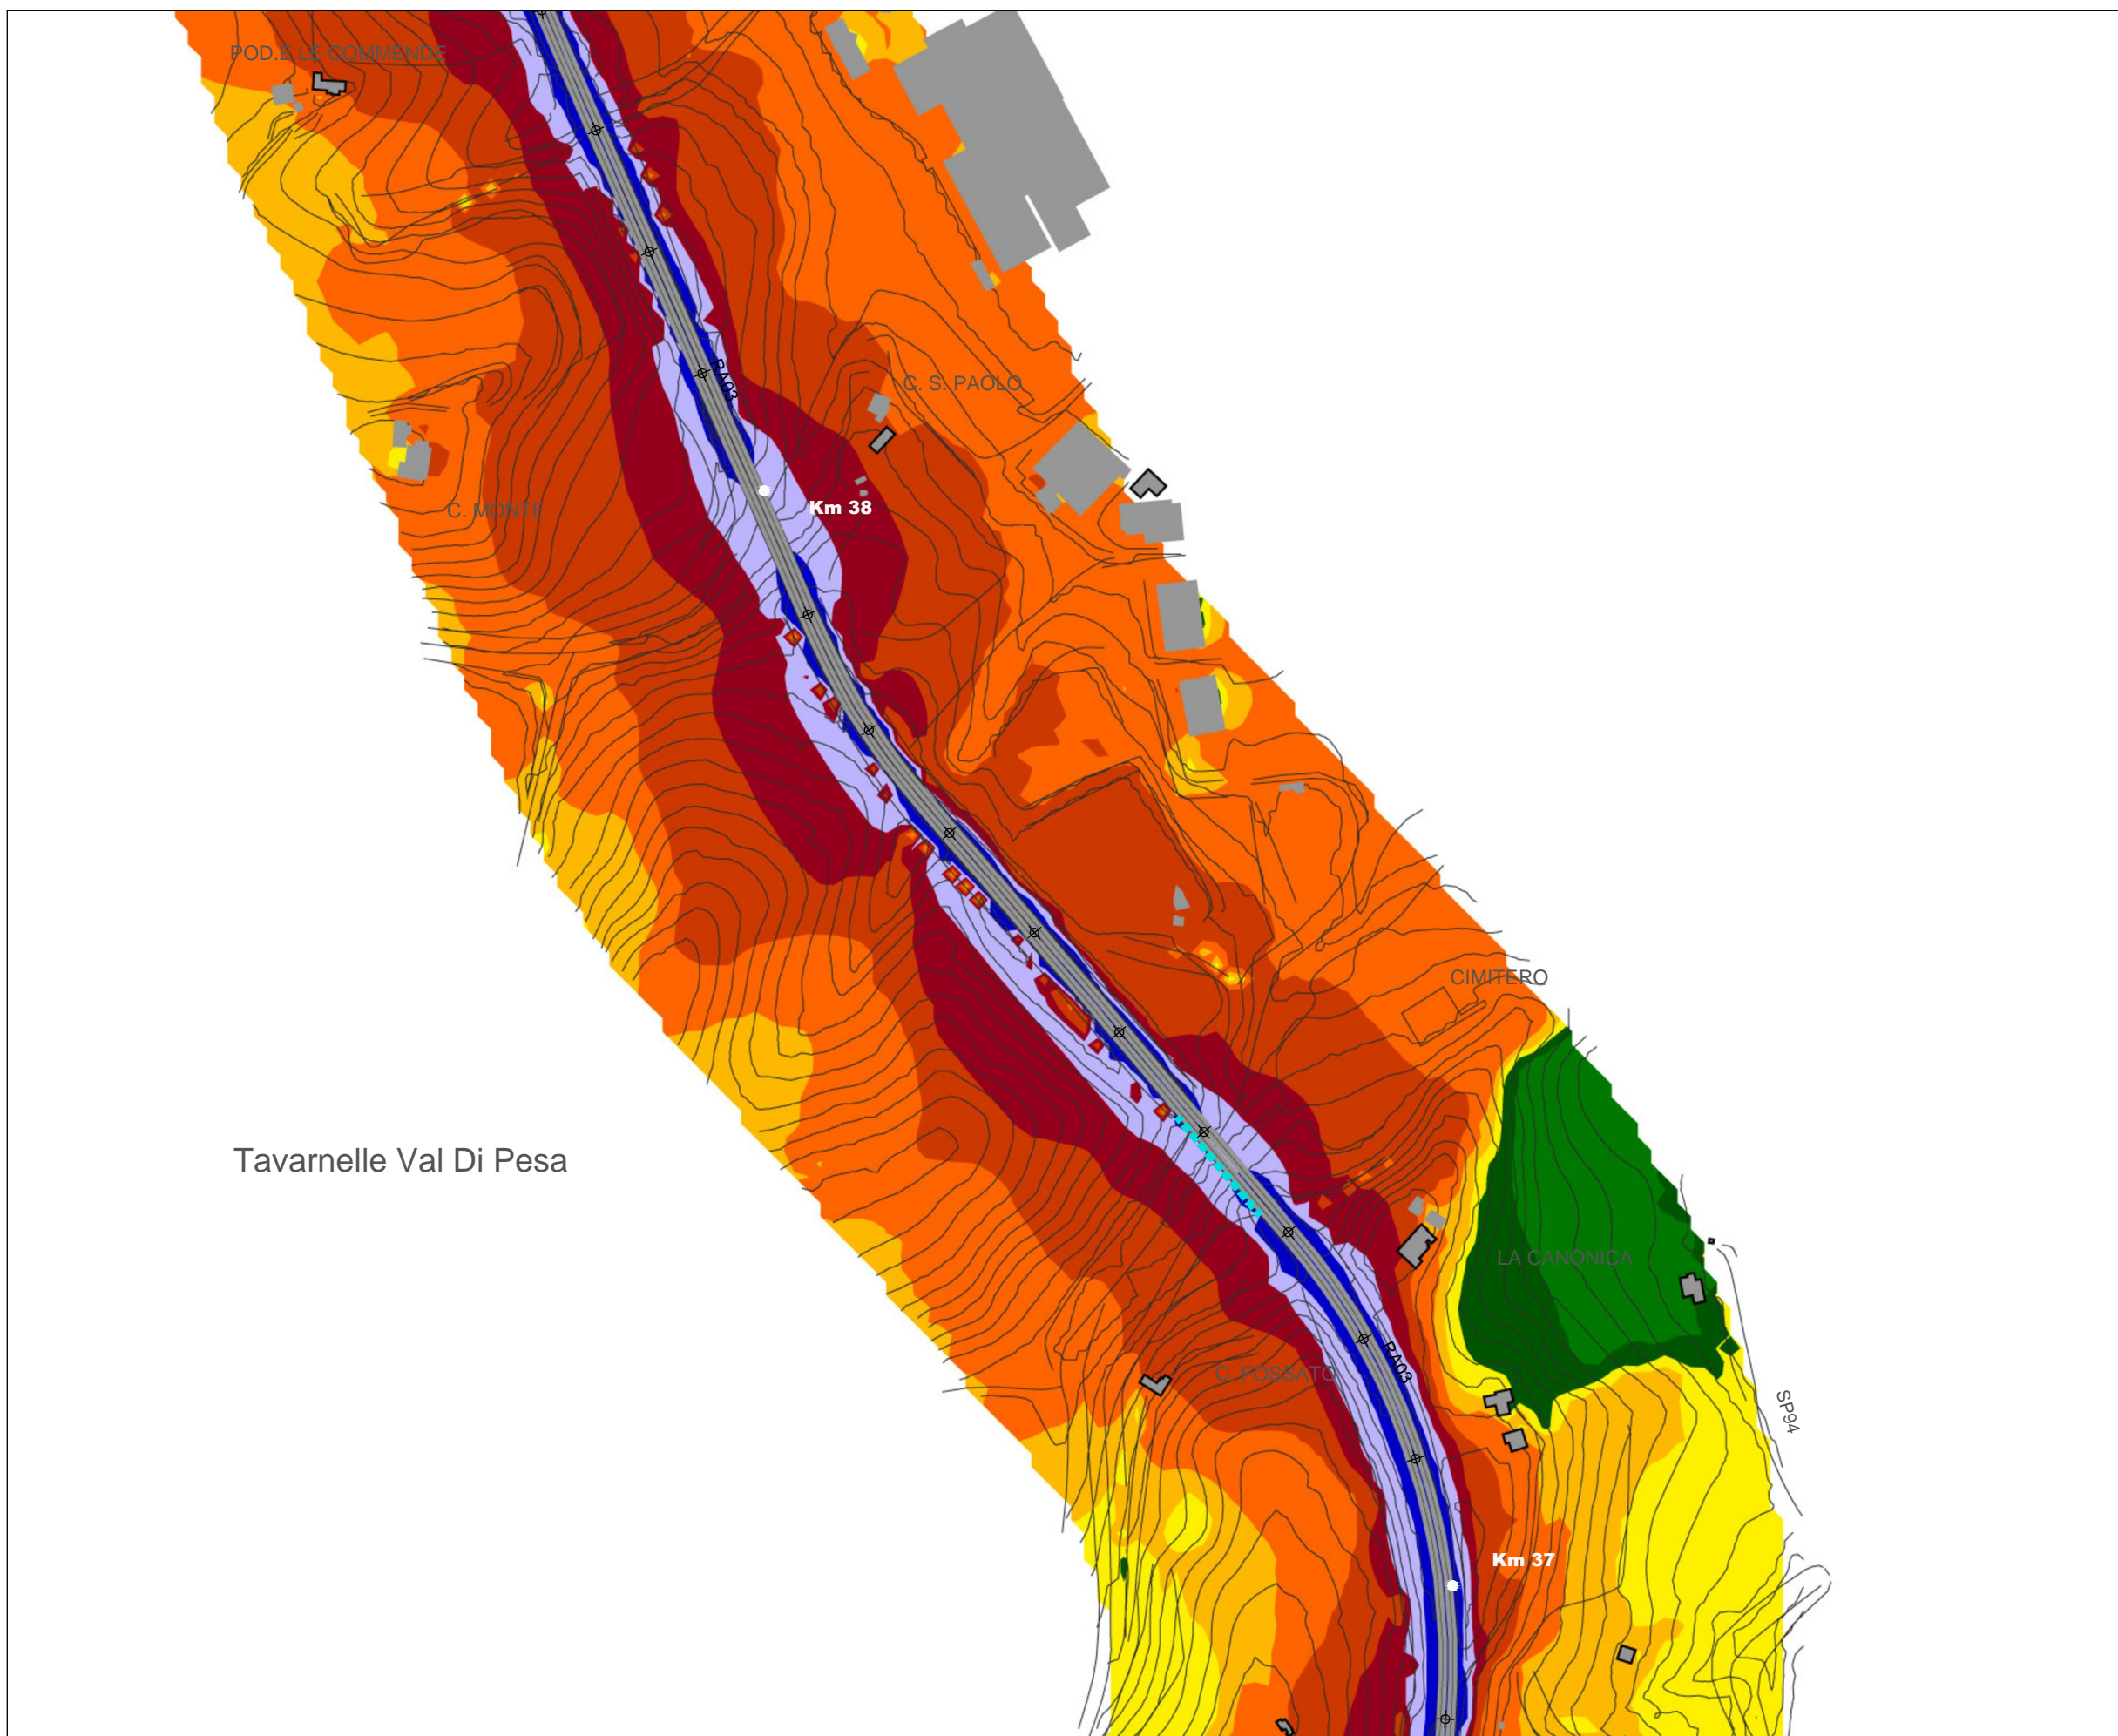 POD.E LE COMMENDE
RA03
C. S. PAOLO
C. MONTE
Km 38
CIMITERO
Tavarnelle Val Di Pesa
LA CANONICA
RA03
C. FOSSATO
SP94
Km 37